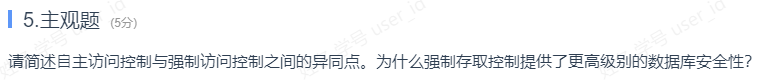 5.主观题 (5分)
请简述自主访问控制与强制访问控制之间的异同点。为什么强制存取控制提供了更高级别的数据库安全性?